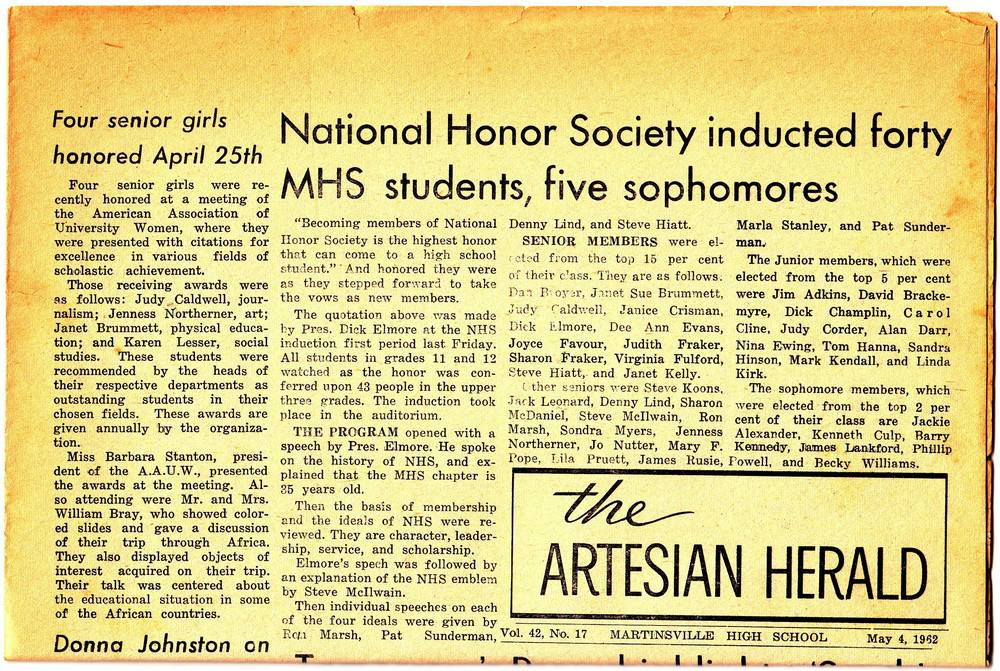 Four senior girls
honored April 25th
Four senior girls were re-
cently honored at a meeting of
the American Association of
University Women, where they
were presented with citations for
excellence in various fields of
scholastic achievement.
Those receiving awards were
as follows: Judy Caldwell, jour-
nalism; Jenness Northerner, art;
Janet Brummett, physical educa-
tion; and Karen Lesser, social
studies. These students were
recommended by the heads of
their respective departments as
outstanding students in their
chosen fields. These awards are
given annually by the organiza-
tion.
Miss Barbara Stanton, presi-
dent of the A.A.U.W., presented
the awards at the meeting. Al-
so attending were Mr. and Mrs.
William Bray, who showed color-
ed slides and gave a discussion
of their trip through Africa.
They also displayed objects of
interest acquired on their trip.
Their talk was centered about
the educational situation in some
of the African countries.
Donna Johnston on
National Honor Society inducted forty
MHS students, five sophomores
"Becoming members of National
Honor Society is the highest honor
that can come to a high school
student." And honored they were
as they stepped forward to take
the vows as new members.
The quotation above was made
by Pres. Dick Elmore at the NHS
induction first period last Friday.
All students in grades 11 and 12
watched as the honor was con-
ferred upon 43 people in the upper
three grades. The induction took
place in the auditorium.
THE PROGRAM opened with a
speech by Pres. Elmore. He spoke
on the history of NHS, and ex-
plained that the MHS chapter is
35 years old.
Then the basis of membership
and the ideals of NHS were re-
viewed. They are character, leader-
ship, service, and scholarship.
Elmore's spech was followed by
an explanation of the NHS emblem
by Steve McIlwain.
Then individual speeches on each
of the four ideals were given by
Ron Marsh, Pat Sunderman,
Denny Lind, and Steve Hiatt.
SENIOR MEMBERS were el-
ected from the top 15 per cent
of their class. They are as follows.
Dan Broyer, Janet Sue Brummett,
Judy Caldwell, Janice Crisman,
Dick Elmore, Dee Ann Evans,
Joyce Favour, Judith Fraker,
Sharon Fraker, Virginia Fulford,
Steve Hiatt, and Janet Kelly.
Other seniors were Steve Koons,
Jack Leonard, Denny Lind, Sharon
McDaniel, Steve McIlwain, Ron
Marsh, Sondra Myers, Jenness
Northerner, Jo Nutter, Mary F.
Pope, Lila Pruett, James Rusie,
Marla Stanley, and Pat Sunder-
man.
The Junior members, which were
elected from the top 5 per cent
were Jim Adkins, David Bracke-
myre, Dick Champlin, Carol
Cline, Judy Corder, Alan Darr,
Nina Ewing, Tom Hanna, Sandra
Hinson, Mark Kendall, and Linda
Kirk.
The sophomore members, which
were elected from the top 2 per
cent of their class are Jackie
Alexander, Kenneth Culp, Barry
Kennedy, James Lankford, Phillip
Powell, and Becky Williams.
the
ARTESIAN HERALD
Vol. 42, No. 17 MARTINSVILLE HIGH SCHOOL May 4, 1962